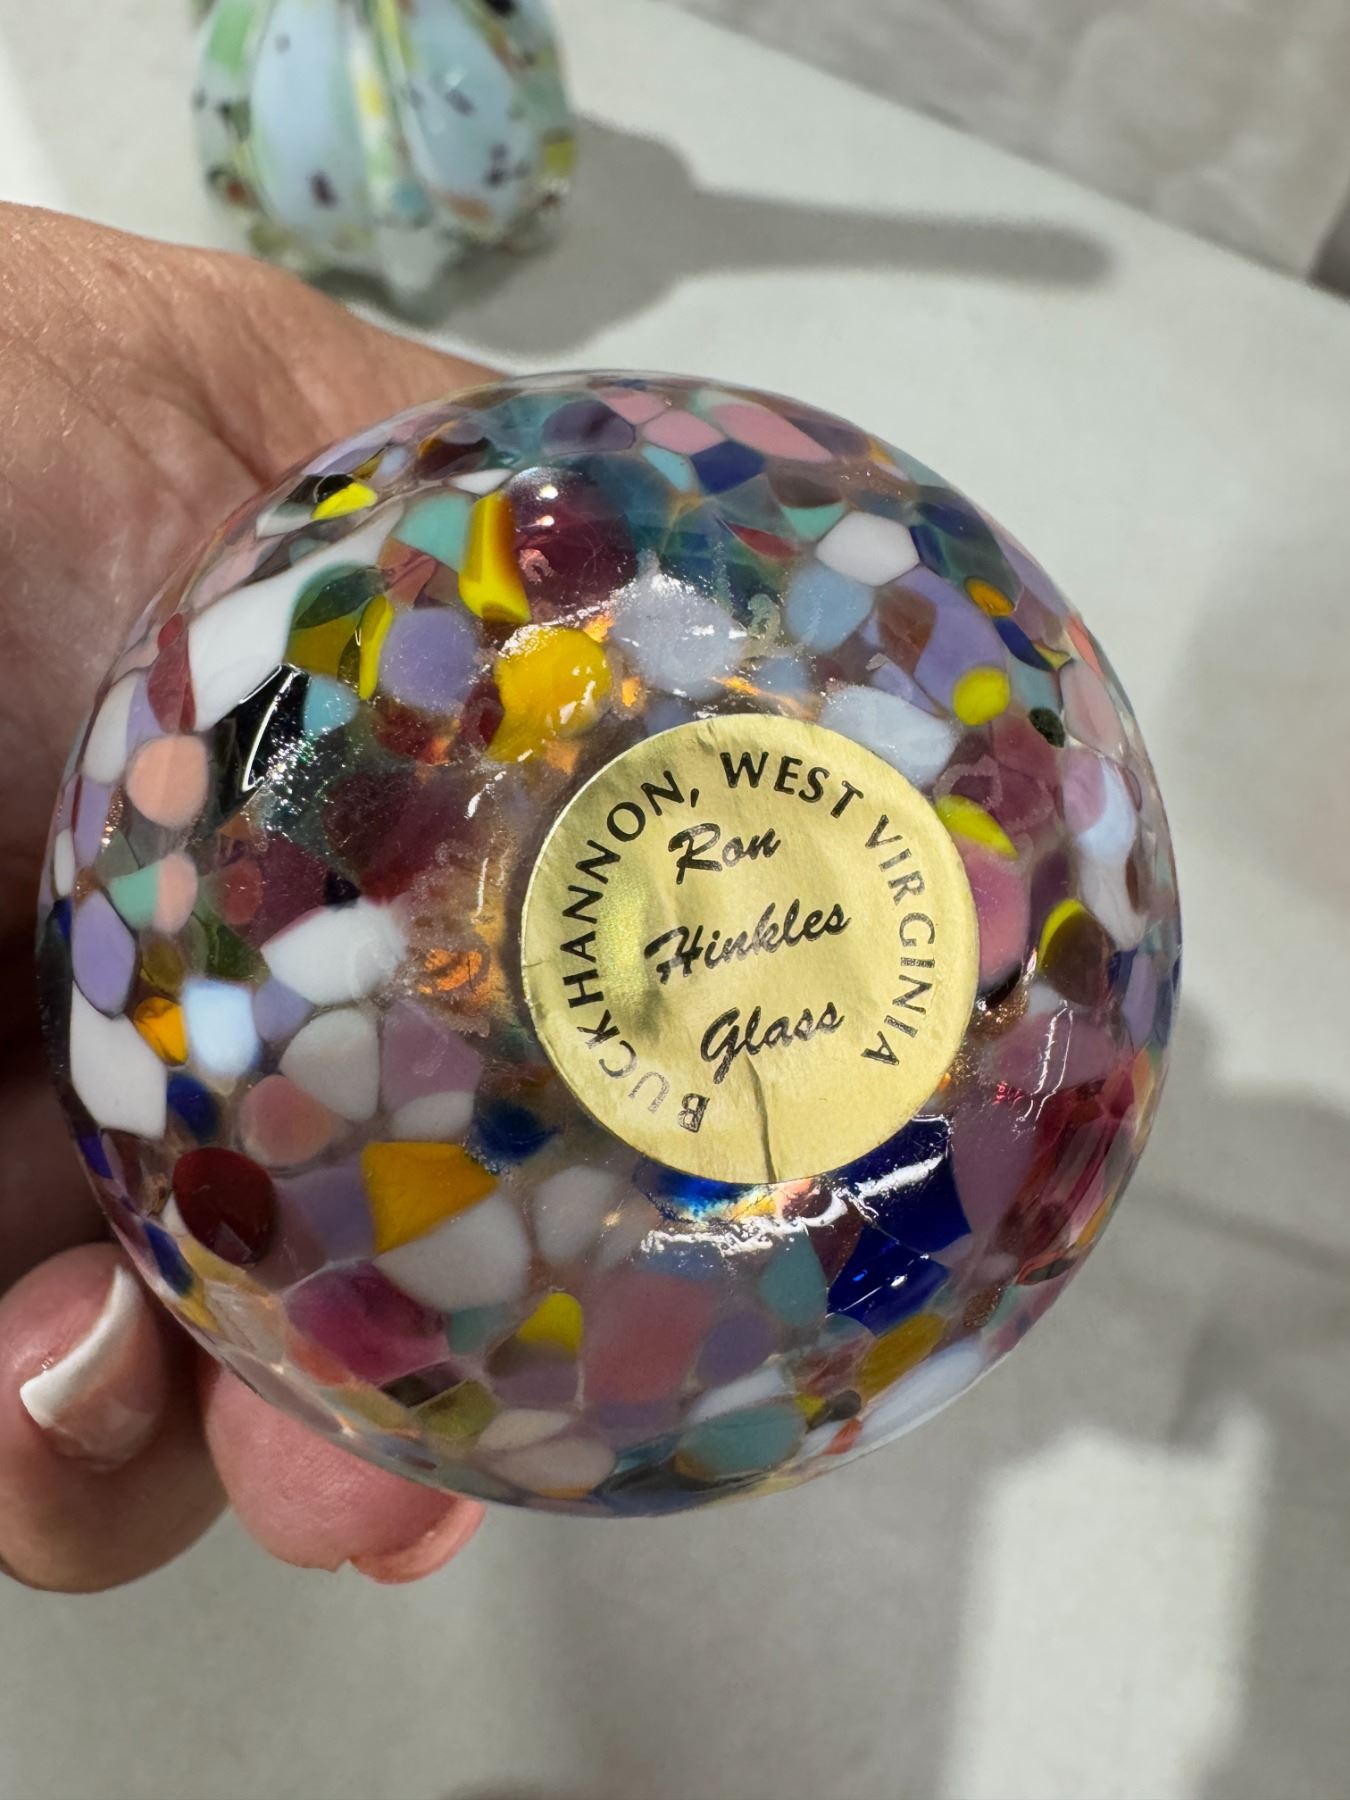 BUCKHANNON, WEST VIRGINIA
Ron
Hinkles
Glass